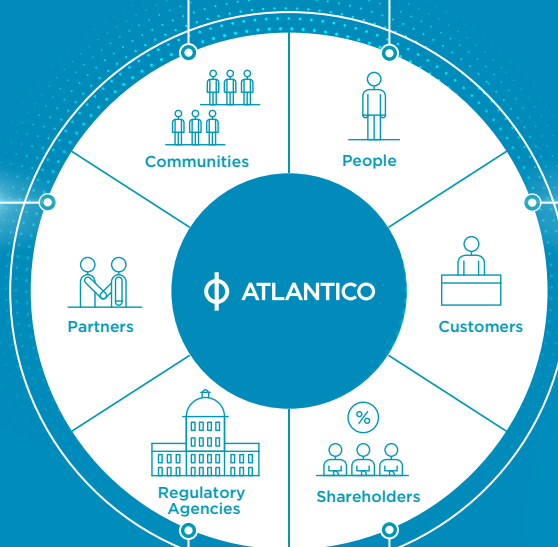 Communities
People
Partners
ATLANTICO
Customers
%
Regulatory
Agencies
Shareholders